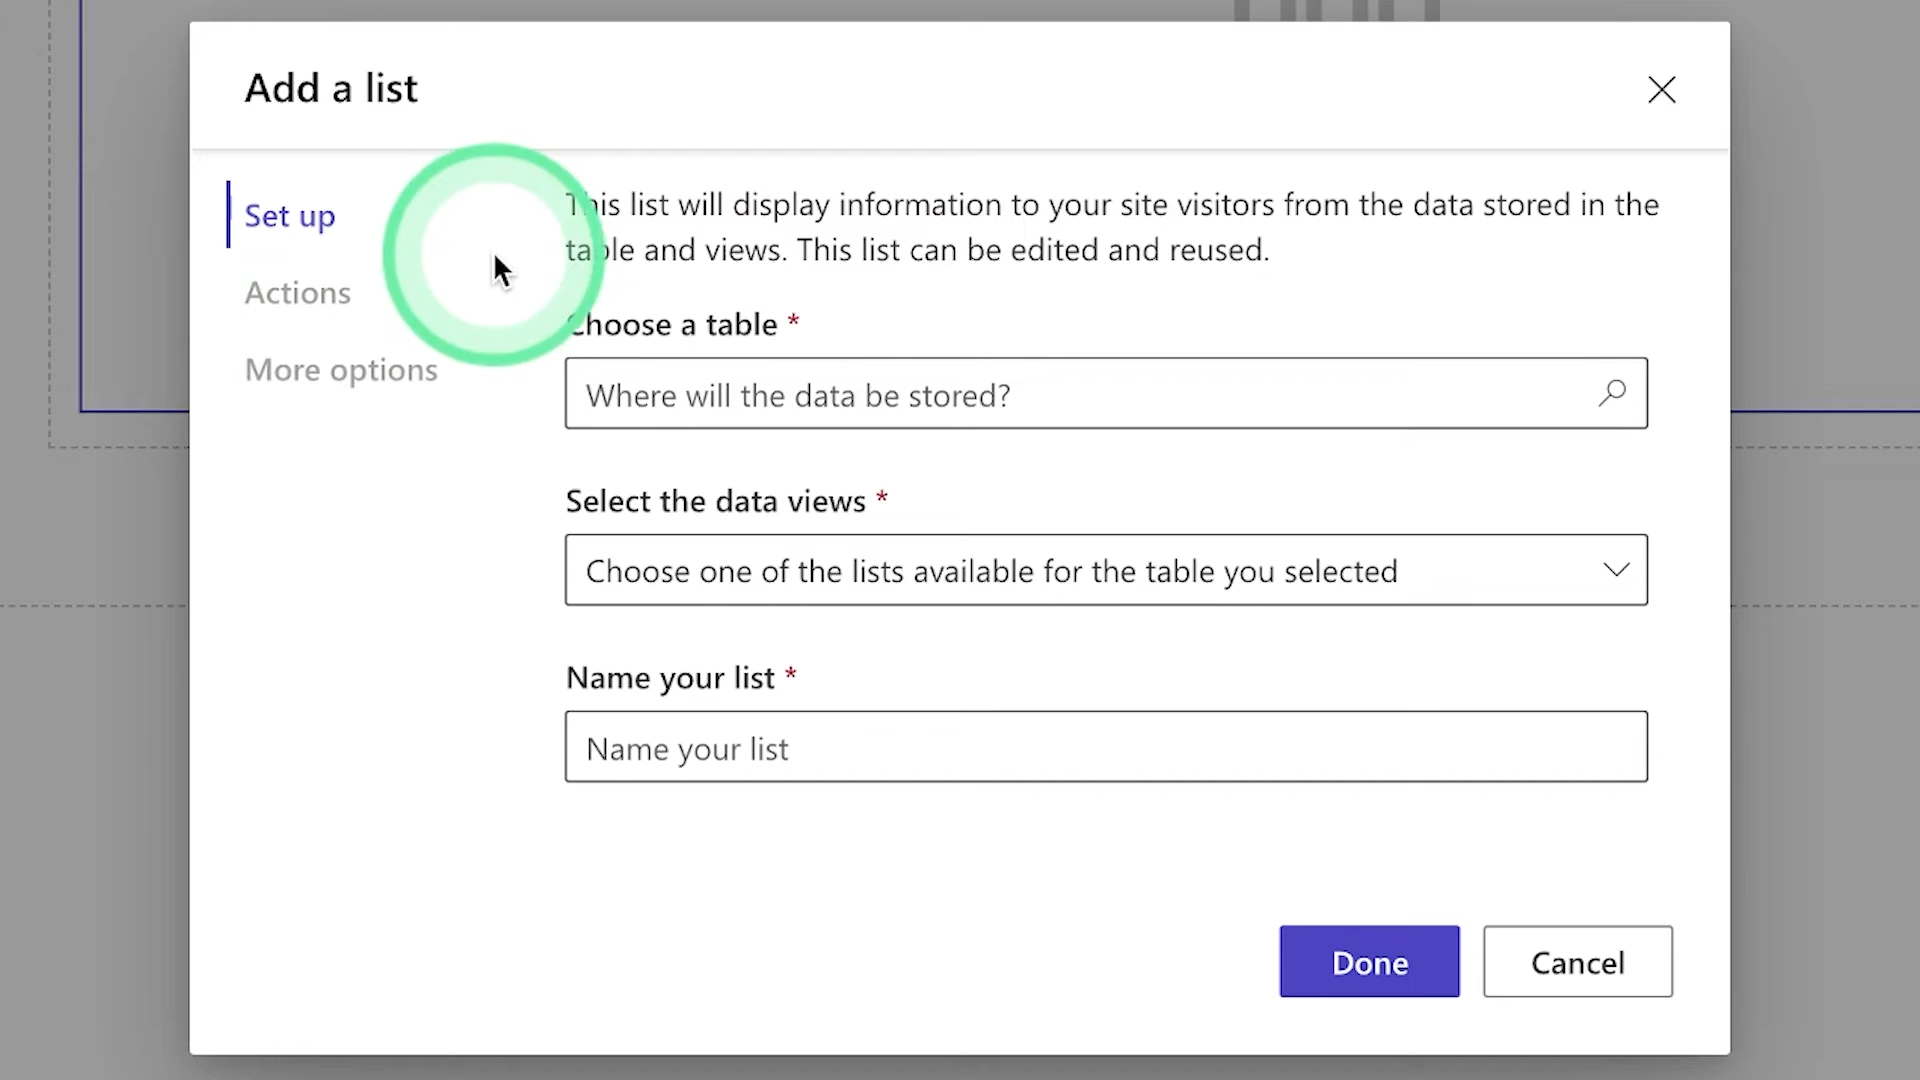 Add a list
Set up
Actions
More options
This list will display information to your site visitors from the data stored in the
table and views. This list can be edited and reused.
Choose a table *
Where will the data be stored?
Select the data views *
Choose one of the lists available for the table you selected
Name your list *
Name your list
Done
Cancel